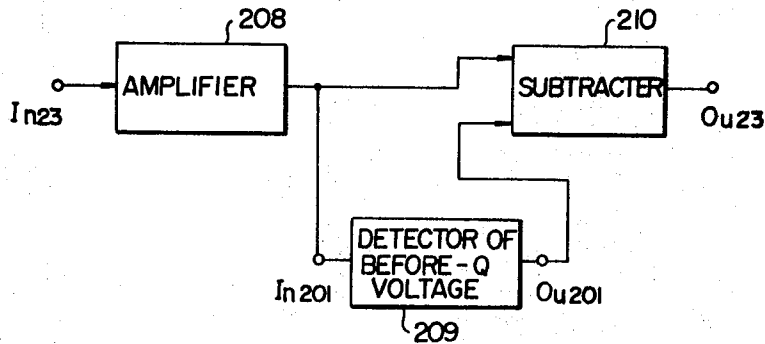 208
AMPLIFIER
In23
210
SUBTRACTER
Ou23
DETECTOR OF
BEFORE-Q
VOLTAGE
In201
Ou201
209